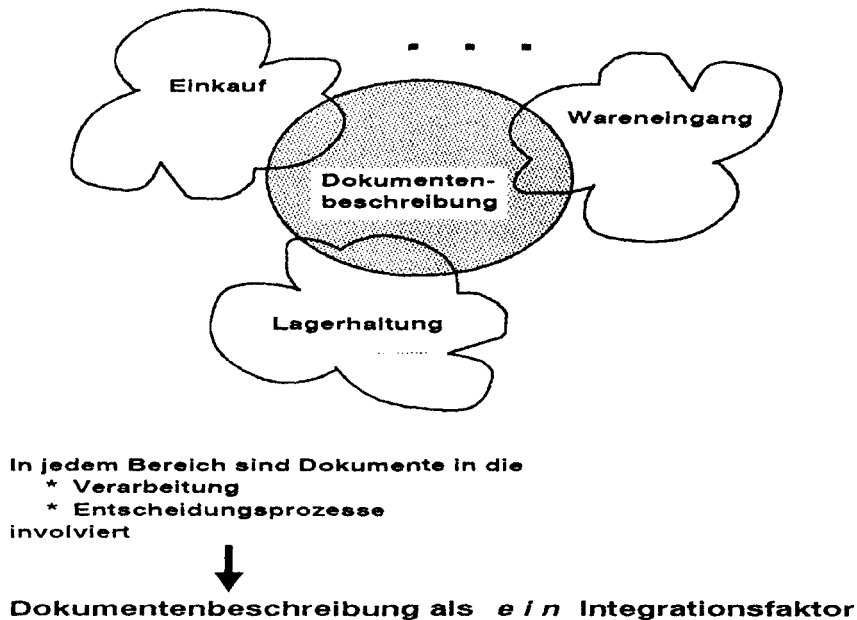 . . .
Einkauf
Wareneingang
Dokumenten-
beschreibung
Lagerhaltung
In jedem Bereich sind Dokumente in die
* Verarbeitung
* Entscheidungsprozesse
involviert
Dokumentenbeschreibung als e i n Integrationsfaktor